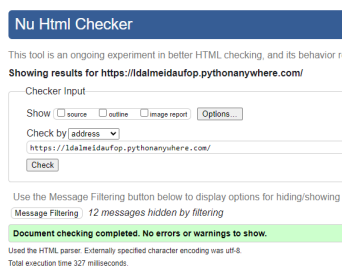 Nu Html Checker
This tool is an ongoing experiment in better HTML checking, and its behavior
Showing results for https://ldalmeidaufop.pythonanywhere.com/
Checker Input
Show source outline image report Options...
Check by address
https://ldalmeidaufop.pythonanywhere.com/
Check
Use the Message Filtering button below to display options for hiding/showing
Message Filtering 12 messages hidden by filtering
Document checking completed. No errors or warnings to show.
Used the HTML parser. Externally specified character encoding was utf-8.
Total execution time 327 milliseconds.